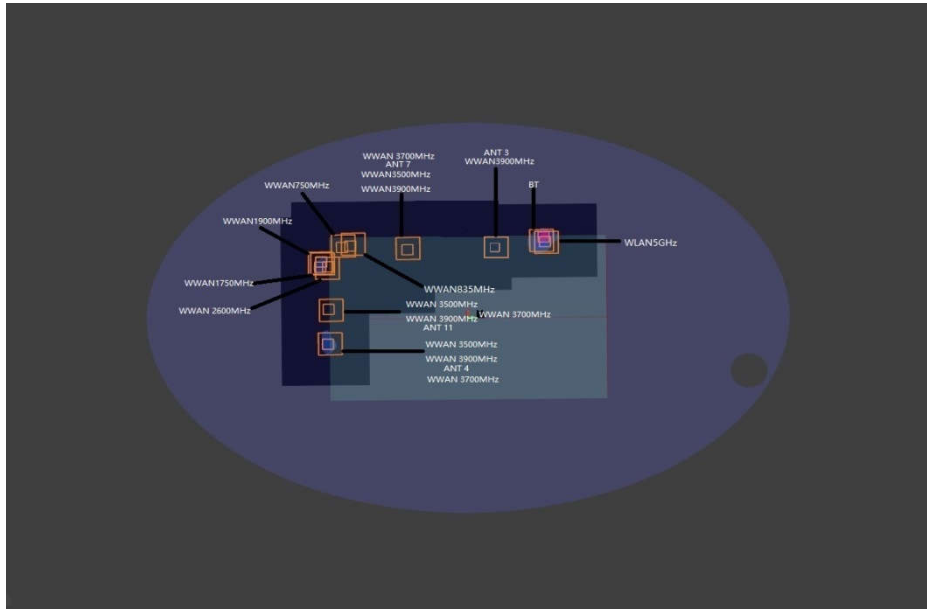 ANT 3
WWAN3900MHz
WWAN 3700MHz
ANT 7
WWAN3500MHz
WWAN3900MHz
WWAN750MHz
BT
WWAN1900MHz
WLAN5GHz
WWAN1750MHz
WWAN835MHz
WWAN 2600MHz
WWAN 3500MHz
WWAN 3900MHz
WWAN 3700MHz
ANT 11
WWAN 3500MHz
WWAN 3900MHz
ANT 4
WWAN 3700MHz